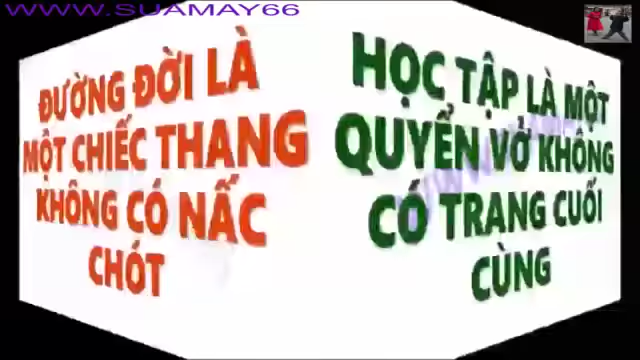 WWW.SUAMAY66
ĐƯỜNG ĐỜI LÀ
MỘT CHIẾC THANG
KHÔNG CÓ NẤC
CHÓT
HỌC TẬP LÀ MỘT
QUYỂN VỞ KHÔNG
CÓ TRANG CUỐI
CÙNG